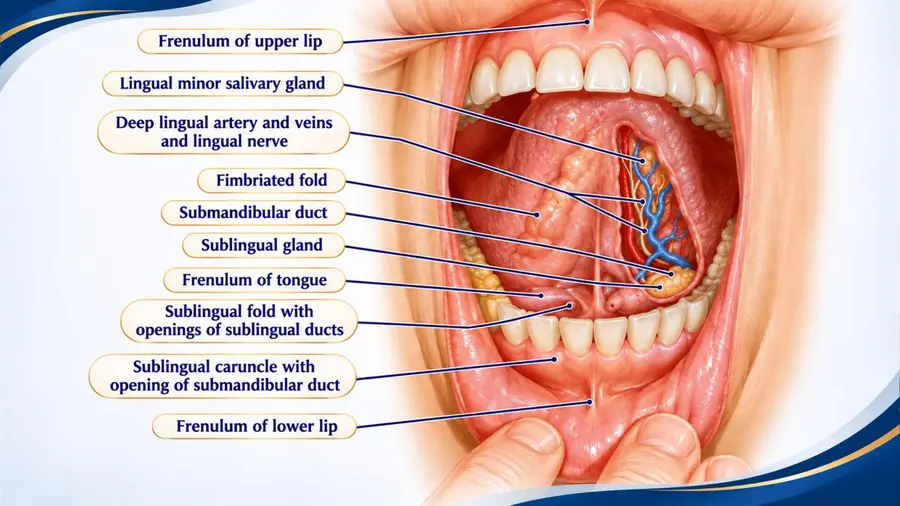 Frenulum of upper lip
Lingual minor salivary gland
Deep lingual artery and veins
and lingual nerve
Fimbriated fold
Submandibular duct
Sublingual gland
Frenulum of tongue
Sublingual fold with
openings of sublingual ducts
Sublingual caruncle with
opening of submandibular duct
Frenulum of lower lip